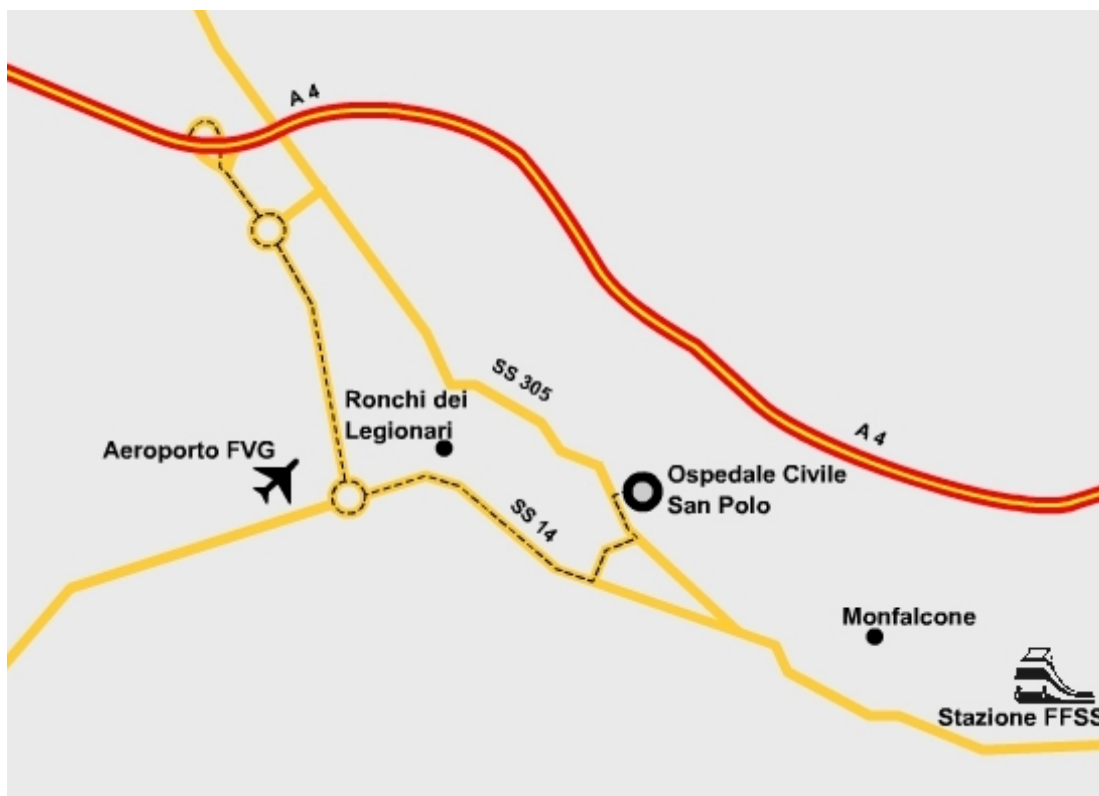 A 4
SS 305
Ronchi dei
Legionari
Aeroporto FVG
A 4
Ospedale Civile
San Polo
SS 14
Monfalcone
Stazione FFSS